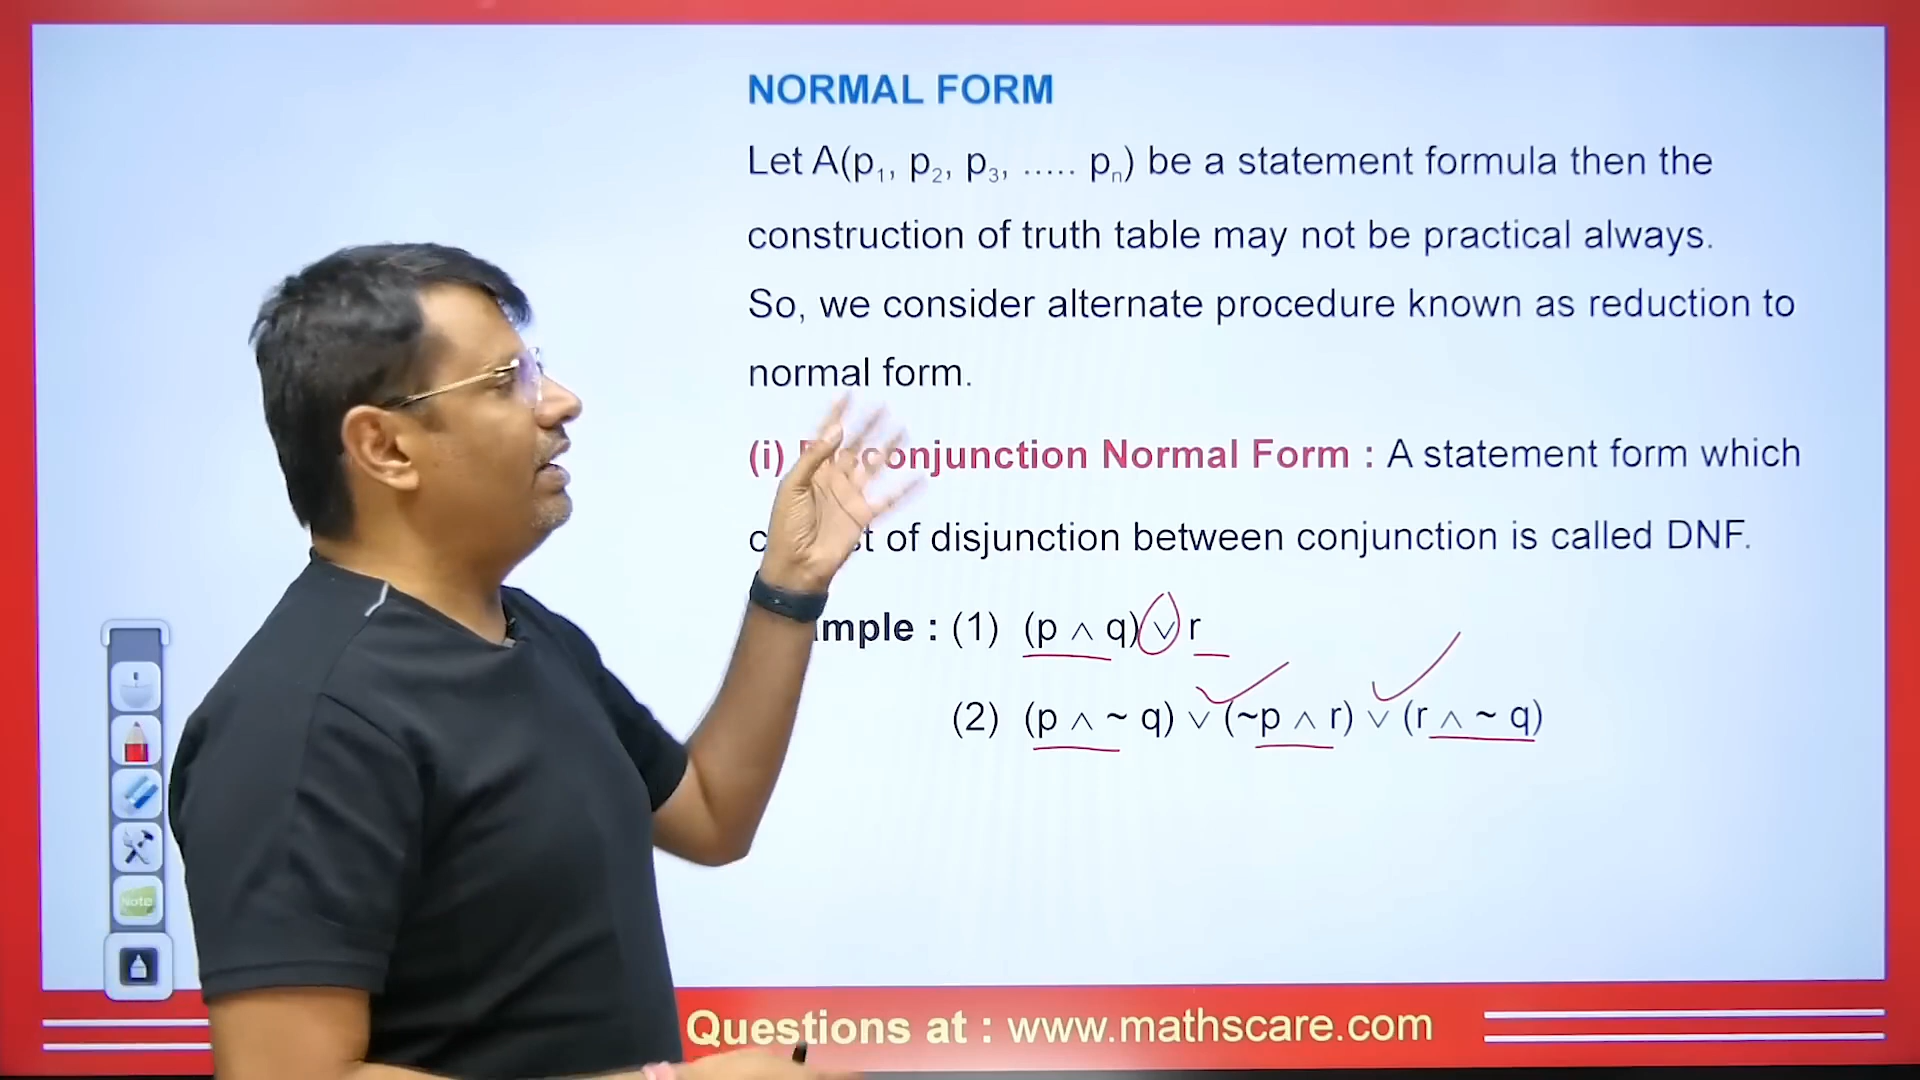 NORMAL FORM
Let A(p₁, p₂, p₃, ..... pₙ) be a statement formula then the
construction of truth table may not be practical always.
So, we consider alternate procedure known as reduction to
normal form.
(i) Disconjunction Normal Form : A statement form which
of disjunction between conjunction is called DNF.
: (1) (p ∧ q) ∨ r
(2) (p ∧ ~ q) ∨ (~p ∧ r) ∨ (r ∧ ~ q)
Note
Questions at : www.mathscare.com